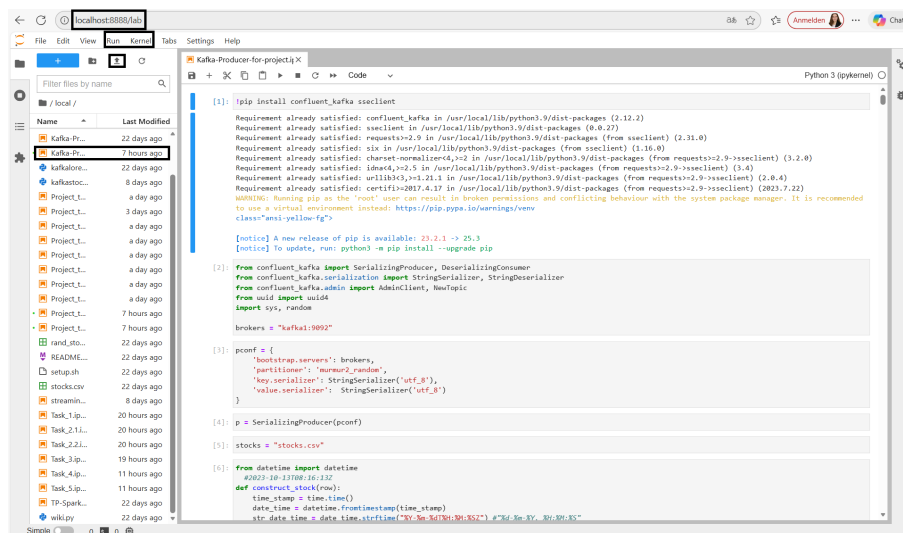 localhost:8888/lab
Anmelden
Chat
File Edit View Run Kernel Tabs Settings Help
Kafka-Producer-for-project.ip
Filter files by name
Code
Python 3 (ipykernel)
/ local /
Name Last Modified
Kafka-Pr... 22 days ago
Kafka-Pr... 7 hours ago
kafkalore... 22 days ago
kafkastoc... 8 days ago
Project_t... a day ago
Project_t... 3 days ago
Project_t... a day ago
Project_t... a day ago
Project_t... a day ago
Project_t... a day ago
Project_t... a day ago
Project_t... a day ago
Project_t... 7 hours ago
Project_t... 7 hours ago
rand_sto... 22 days ago
README.... 22 days ago
setup.sh 22 days ago
stocks.csv 22 days ago
streamin... 8 days ago
Task_1.ip... 20 hours ago
Task_2.1.i... 20 hours ago
Task_2.2.i... 20 hours ago
Task_3.ip... 19 hours ago
Task_4.ip... 11 hours ago
Task_5.ip... 11 hours ago
TP-Spark... 22 days ago
wiki.py 22 days ago
Simple 0 0
[1]: !pip install confluent_kafka sseclient
Requirement already satisfied: confluent_kafka in /usr/local/lib/python3.9/dist-packages (2.12.2)
Requirement already satisfied: sseclient in /usr/local/lib/python3.9/dist-packages (0.0.27)
Requirement already satisfied: requests>=2.9 in /usr/local/lib/python3.9/dist-packages (from sseclient) (2.31.0)
Requirement already satisfied: six in /usr/local/lib/python3.9/dist-packages (from sseclient) (1.16.0)
Requirement already satisfied: charset-normalizer<4,>=2 in /usr/local/lib/python3.9/dist-packages (from requests>=2.9->sseclient) (3.2.0)
Requirement already satisfied: idna<4,>=2.5 in /usr/local/lib/python3.9/dist-packages (from requests>=2.9->sseclient) (3.4)
Requirement already satisfied: urllib3<3,>=1.21.1 in /usr/local/lib/python3.9/dist-packages (from requests>=2.9->sseclient) (2.0.4)
Requirement already satisfied: certifi>=2017.4.17 in /usr/local/lib/python3.9/dist-packages (from requests>=2.9->sseclient) (2023.7.22)
WARNING: Running pip as the 'root' user can result in broken permissions and conflicting behaviour with the system package manager. It is recommended
to use a virtual environment instead: https://pip.pypa.io/warnings/venv
class="ansi-yellow-fg">
[notice] A new release of pip is available: 23.2.1 -> 25.3
[notice] To update, run: python3 -m pip install --upgrade pip
[2]: from confluent_kafka import SerializingProducer, DeserializingConsumer
from confluent_kafka.serialization import StringSerializer, StringDeserializer
from confluent_kafka.admin import AdminClient, NewTopic
from uuid import uuid4
import sys, random
brokers = "kafka1:9092"
[3]: pconf = {
'bootstrap.servers': brokers,
'partitioner': 'murmur2_random',
'key.serializer': StringSerializer('utf_8'),
'value.serializer': StringSerializer('utf_8')
}
[4]: p = SerializingProducer(pconf)
[5]: stocks = "stocks.csv"
[6]: from datetime import datetime
#2023-10-13T08:16:13Z
def construct_stock(row):
time_stamp = time.time()
date_time = datetime.fromtimestamp(time_stamp)
str_date_time = date_time.strftime("%Y-%m-%dT%H:%M:%SZ") #"%d-%m-%Y, %H:%M:%S"